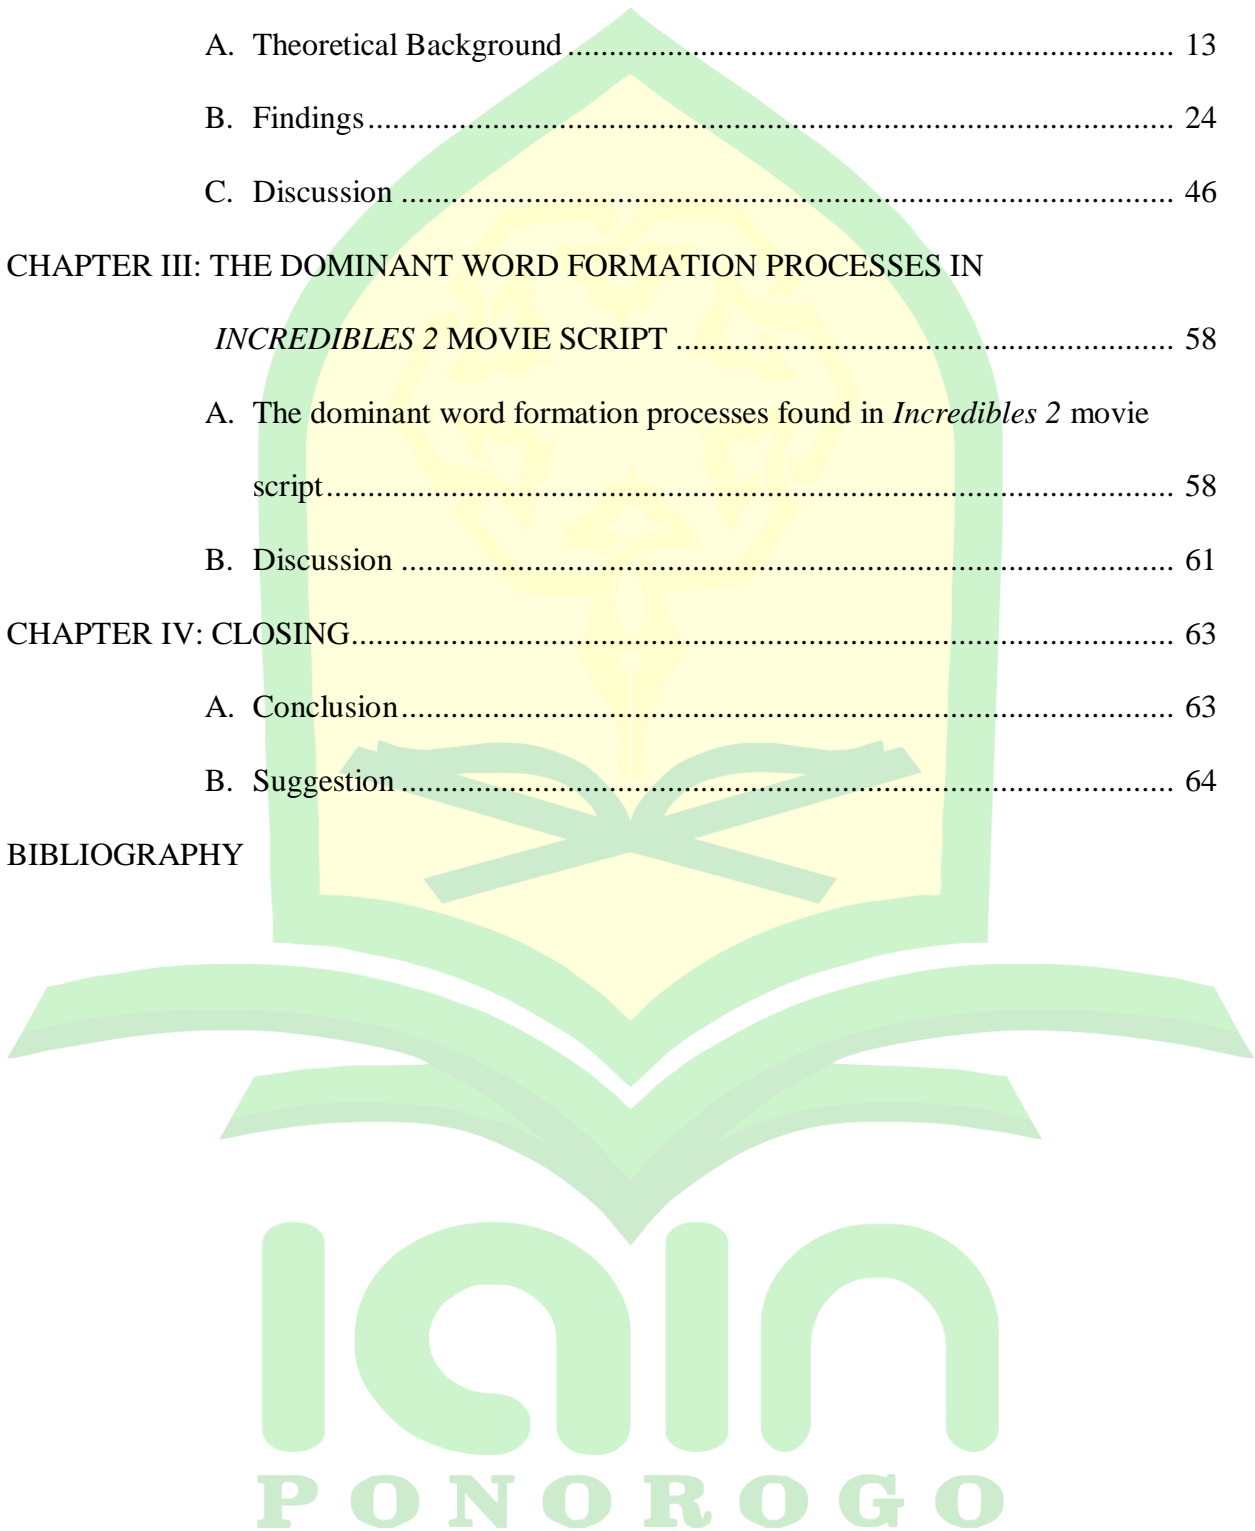 A. Theoretical Background ........................................................................... 13
B. Findings .................................................................................................... 24
C. Discussion ................................................................................................ 46
CHAPTER III: THE DOMINANT WORD FORMATION PROCESSES IN
INCREDIBLES 2 MOVIE SCRIPT .............................................................. 58
A. The dominant word formation processes found in Incredibles 2 movie
script ......................................................................................................... 58
B. Discussion ................................................................................................ 61
CHAPTER IV: CLOSING ....................................................................................... 63
A. Conclusion ................................................................................................ 63
B. Suggestion ................................................................................................ 64
BIBLIOGRAPHY
iain
PONOROGO